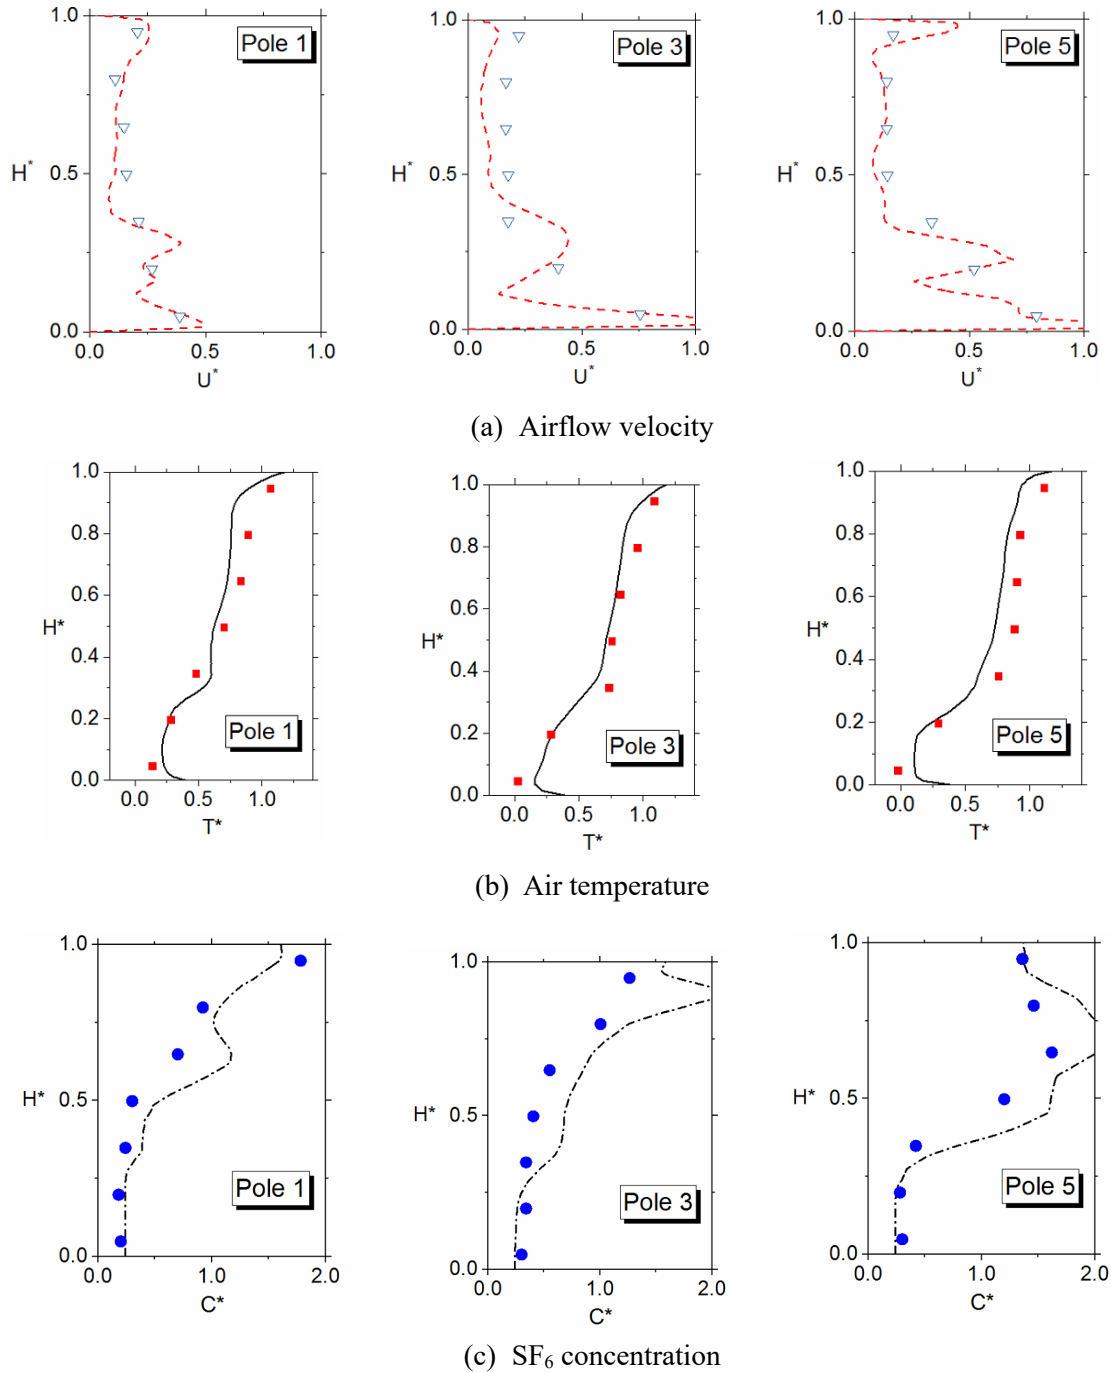 Pole 1
Pole 3
Pole 5
1.0
0.5
0.0
H*
0.0 0.5 1.0
U*
1.0
0.5
0.0
H*
0.0 0.5 1.0
U*
1.0
0.5
0.0
H*
0.0 0.5 1.0
U*
(a) Airflow velocity
1.0
0.8
0.6
0.4
0.2
0.0
H*
Pole 1
0.0 0.5 1.0
T*
1.0
0.8
0.6
0.4
0.2
0.0
H*
Pole 3
0.0 0.5 1.0
T*
1.0
0.8
0.6
0.4
0.2
0.0
H*
Pole 5
0.0 0.5 1.0
T*
(b) Air temperature
1.0
0.5
0.0
H*
Pole 1
0.0 1.0 2.0
C*
1.0
0.5
0.0
H*
Pole 3
0.0 1.0 2.0
C*
1.0
0.5
0.0
H*
Pole 5
0.0 1.0 2.0
C*
(c) SF₆ concentration